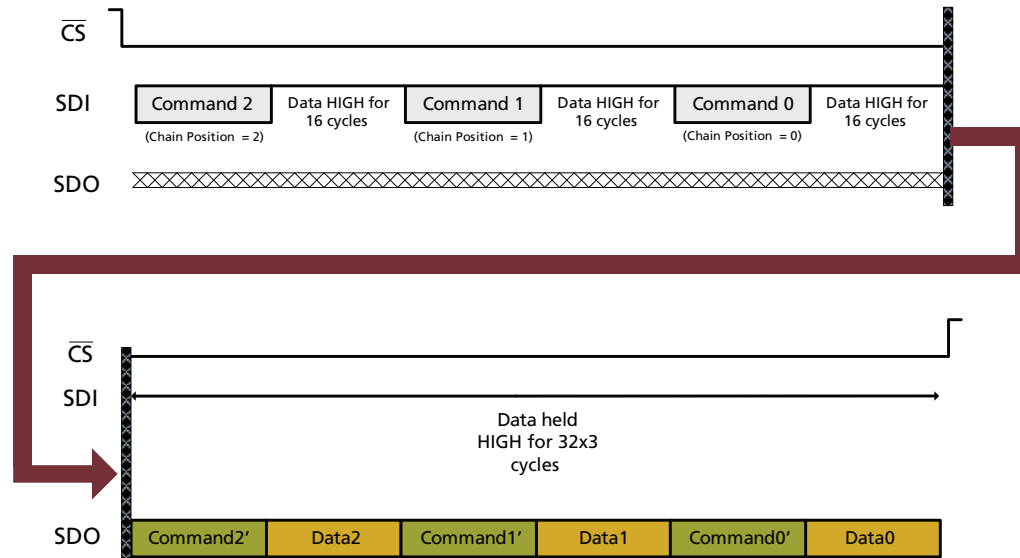 CS
SDI
Command 2
Data HIGH for
16 cycles
Command 1
Data HIGH for
16 cycles
Command 0
Data HIGH for
16 cycles
(Chain Position = 2)
(Chain Position = 1)
(Chain Position = 0)
SDO
CS
SDI
Data held
HIGH for 32x3
cycles
SDO
Command2’
Data2
Command1’
Data1
Command0’
Data0